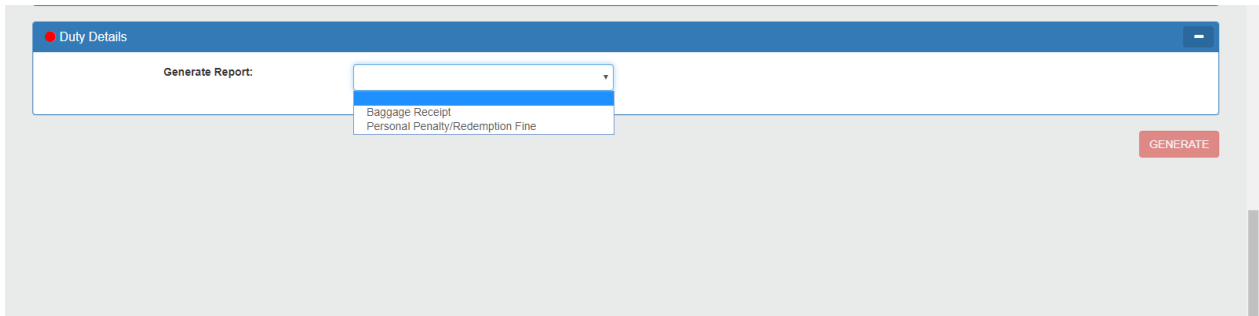 Duty Details
Generate Report:
Baggage Receipt
Personal Penalty/Redemption Fine
GENERATE